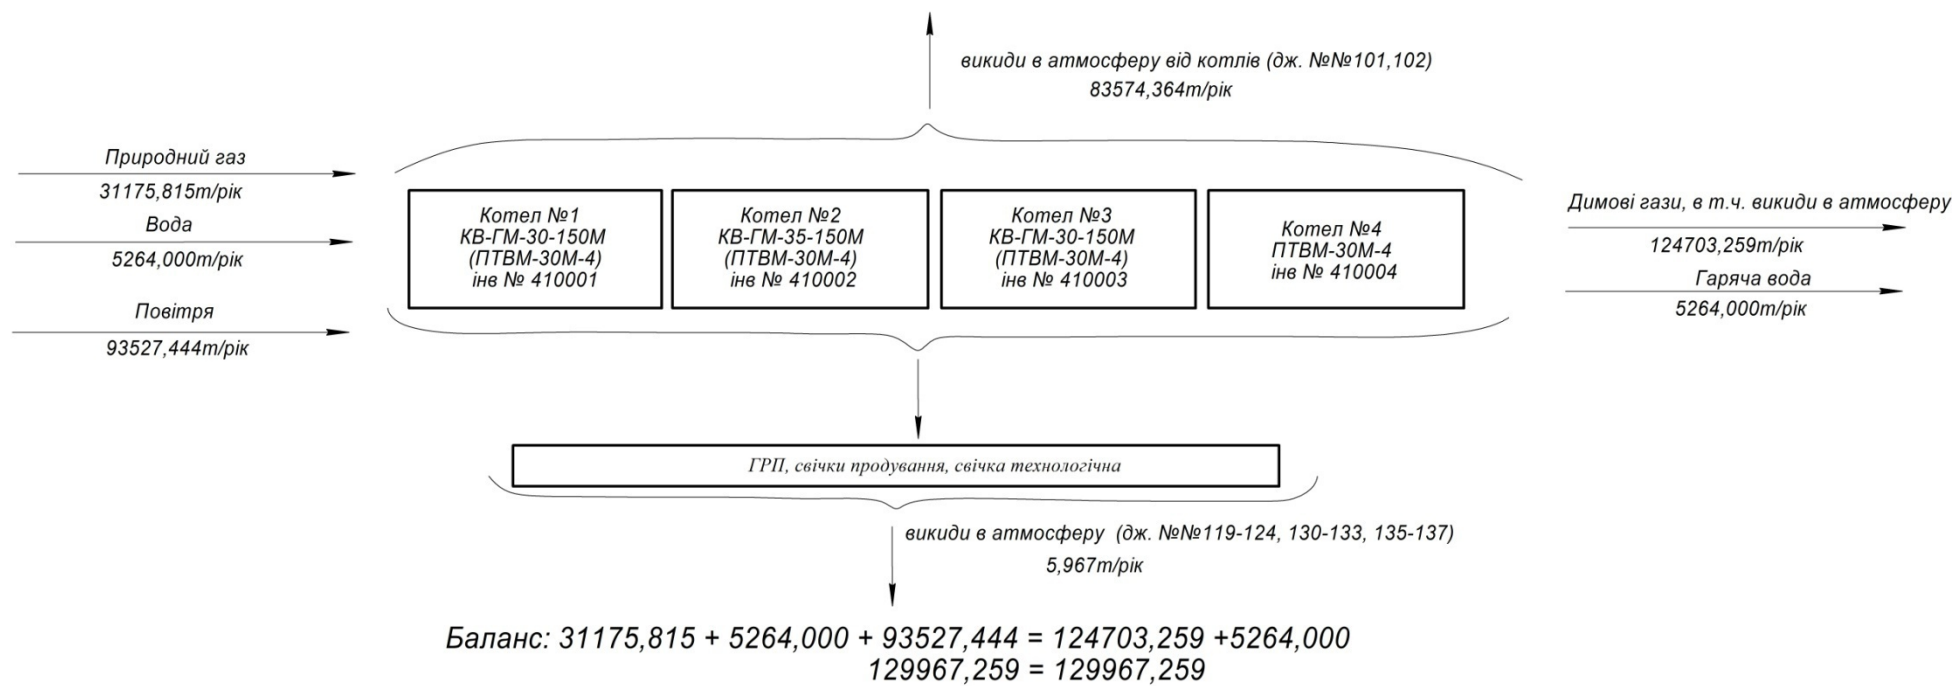 викиди в атмосферу від котлів (дж. №№101,102)
83574,364т/рік
Природний газ
31175,815т/рік
Вода
5264,000т/рік
Повітря
93527,444т/рік
Котел №1
КВ-ГМ-30-150М
(ПТВМ-30М-4)
інв № 410001
Котел №2
КВ-ГМ-35-150М
(ПТВМ-30М-4)
інв № 410002
Котел №3
КВ-ГМ-30-150М
(ПТВМ-30М-4)
інв № 410003
Котел №4
ПТВМ-30М-4
інв № 410004
Димові гази, в т.ч. викиди в атмосферу
124703,259т/рік
Гаряча вода
5264,000т/рік
ГРП, свічки продування, свічка технологічна
викиди в атмосферу (дж. №№119-124, 130-133, 135-137)
5,967т/рік
Баланс: 31175,815 + 5264,000 + 93527,444 = 124703,259 +5264,000
129967,259 = 129967,259